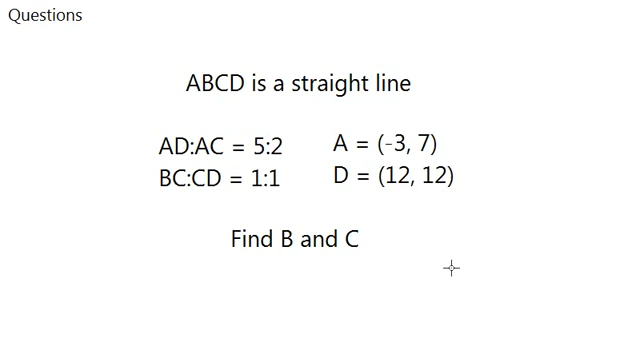 Questions
ABCD is a straight line
AD:AC = 5:2
BC:CD = 1:1
A = (-3, 7)
D = (12, 12)
Find B and C